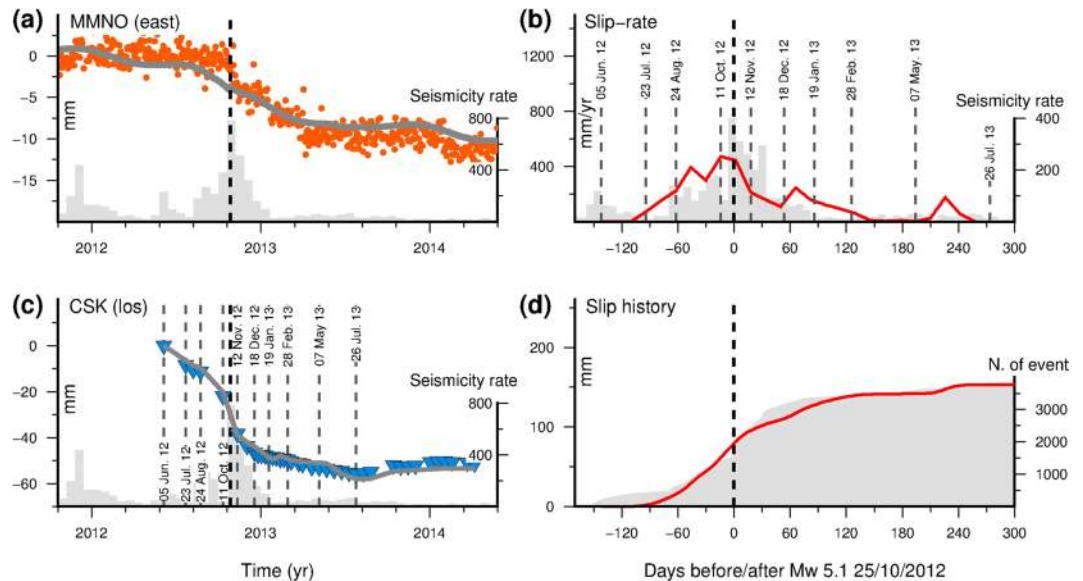 (a) MMNO (east)
0
−5
−10
−15
mm
Seismicity rate
800
400
2012
2013
2014
(b) Slip−rate
1400
1200
800
400
mm/yr
05 Jun. 12
23 Jul. 12
24 Aug. 12
11 Oct. 12
12 Nov. 12
18 Dec. 12
19 Jan. 13
28 Feb. 13
07 May. 13
26 Jul. 13
Seismicity rate
400
200
0
−120
−60
0
60
120
180
240
300
(c) CSK (los)
0
−20
−40
−60
mm
05 Jun. 12
23 Jul. 12
24 Aug. 12
11 Oct. 12
12 Nov. 12
18 Dec. 12
19 Jan. 13
28 Feb. 13
07 May 13
26 Jul. 13
Seismicity rate
800
400
2012
2013
2014
Time (yr)
(d) Slip history
200
100
0
mm
N. of event
3000
2000
1000
−120
−60
0
60
120
180
240
300
Days before/after Mw 5.1 25/10/2012